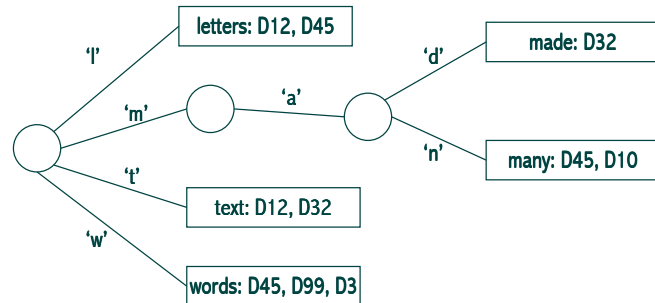 letters: D12, D45
‘l’
‘d’
made: D32
‘m’
‘a’
‘n’
many: D45, D10
‘t’
text: D12, D32
‘w’
words: D45, D99, D3